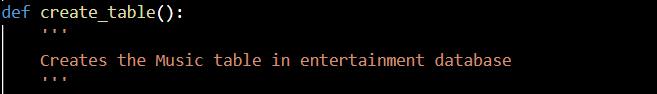 def create_table():
'''
Creates the Music table in entertainment database
'''